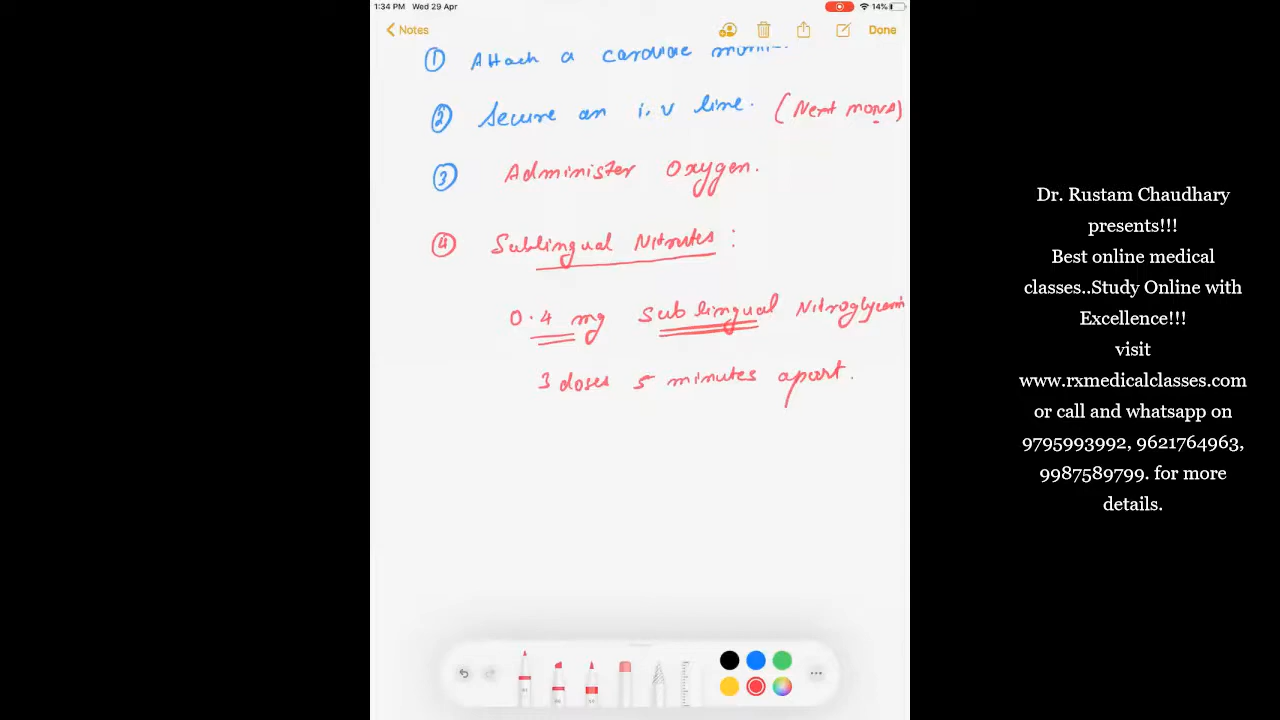 1:34 PM Wed 29 Apr
14%
Notes
Done
① Attach a cardiac
② Secure an i.v line. (Next move)
③ Administer Oxygen.
④ Sublingual Nitrates :
0.4 mg Sublingual Nitroglycerin
3 doses 5 minutes apart.
Dr. Rustam Chaudhary
presents!!!
Best online medical
classes..Study Online with
Excellence!!!
visit
www.rxmedicalclasses.com
or call and whatsapp on
9795993992, 9621764963,
9987589799. for more
details.